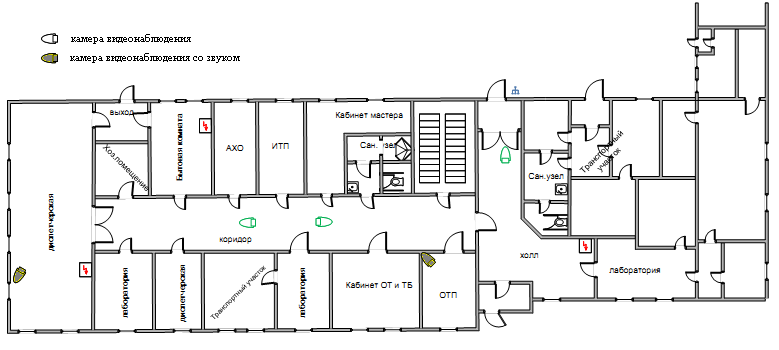 камера видеонаблюдения
камера видеонаблюдения со звуком
выход
Хоз.помещение
Бытовая комната
АХО
ИТП
Кабинет мастера
Сан. узел
Транспортный
участок
Сан.узел
диспетчерская
коридор
холл
лаборатория
лаборатория
диспетчерская
Транспортный участок
лаборатория
Кабинет ОТ и ТБ
ОТП